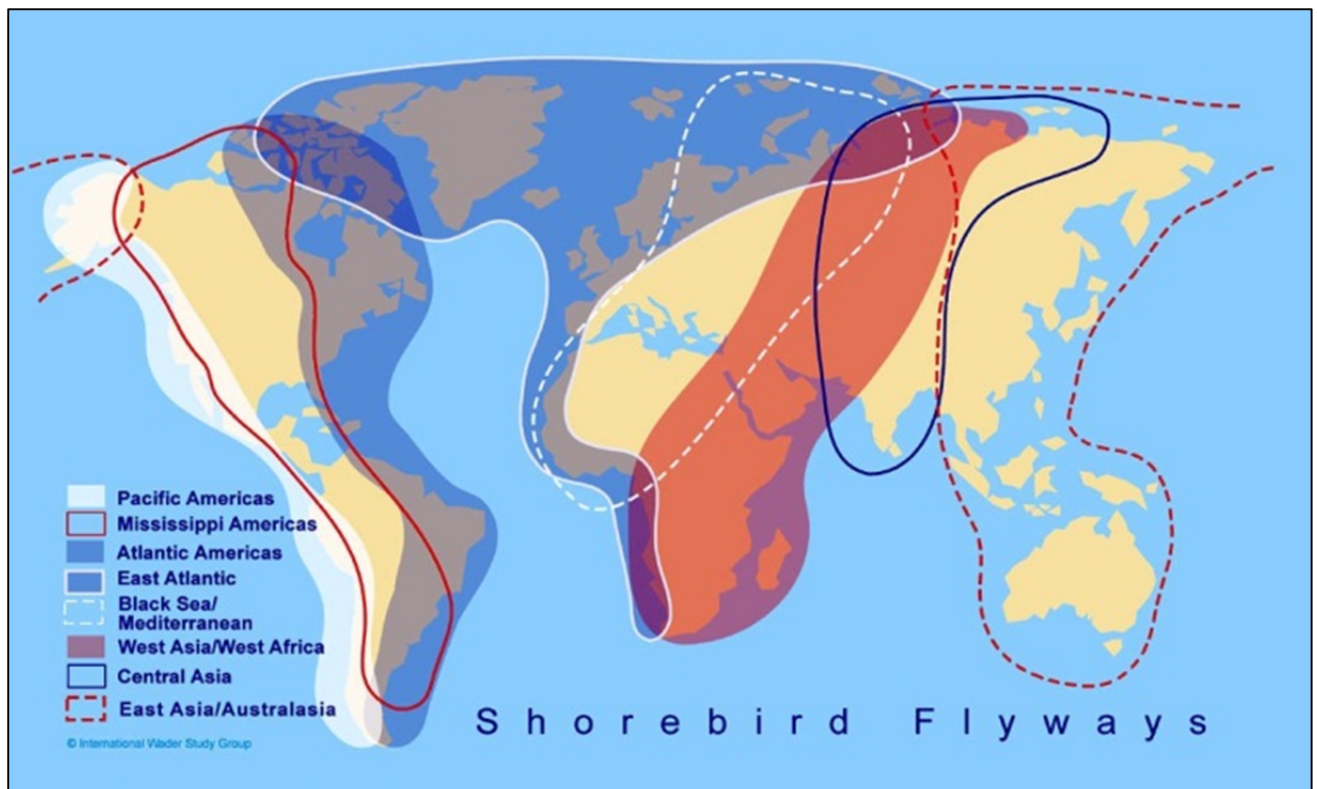 Pacific Americas
Mississippi Americas
Atlantic Americas
East Atlantic
Black Sea/
Mediterranean
West Asia/West Africa
Central Asia
East Asia/Australasia
© International Wader Study Group
Shorebird Flyways